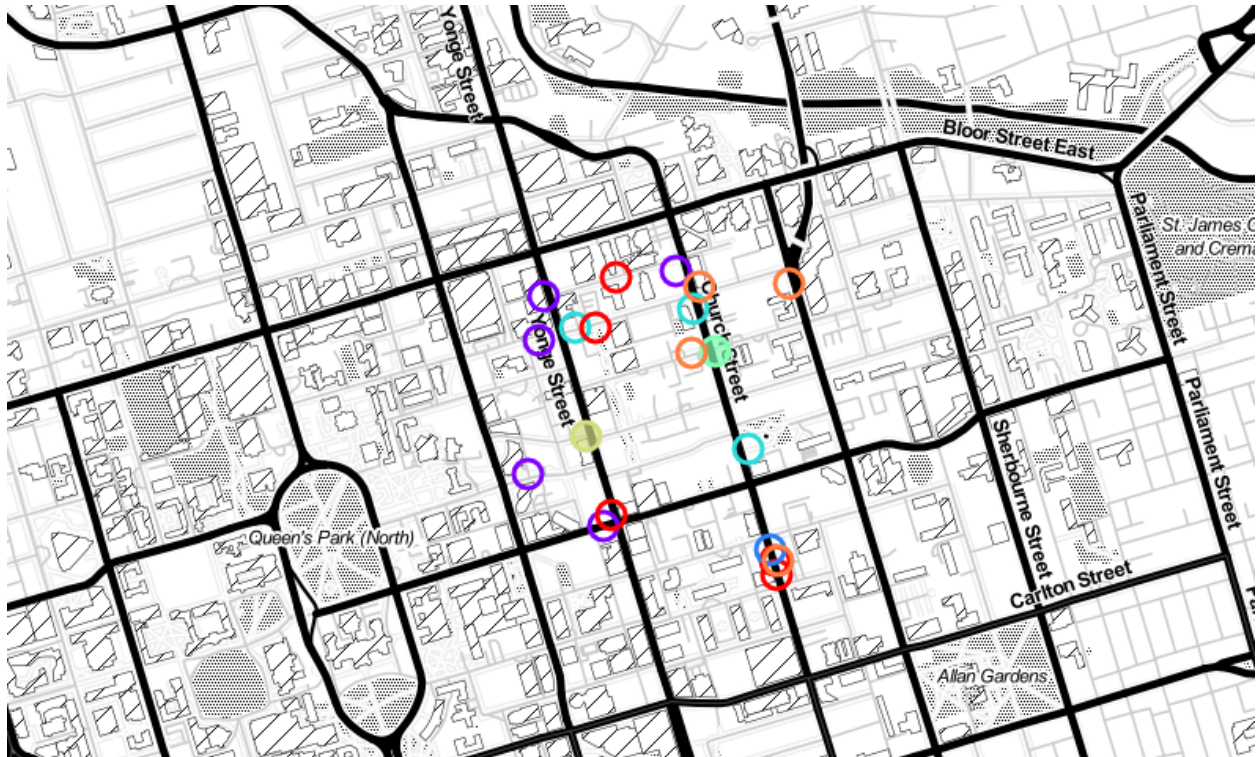 Yonge Street
Bloor Street East
Parliament Street
St. James C
and Crem
Church Street
Yonge Street
Parliament Street
Sherbourne Street
Queen's Park (North)
Carlton Street
Allan Gardens